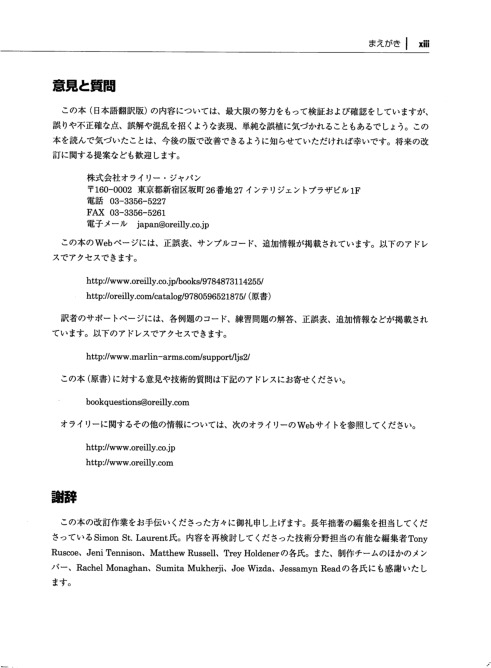 まえがき | xiii
意見と質問
この本（日本語翻訳版）の内容については、最大限の努力をもって検証および確認をしていますが、
誤りや不正確な点、誤解や混乱を招くような表現、単純な誤植に気づかれることもあるでしょう。この
本を読んで気づいたことは、今後の版で改善できるように知らせていただければ幸いです。将来の改
訂に関する提案なども歓迎します。
株式会社オライリー・ジャパン
〒160-0002 東京都新宿区坂町26番地27 インテリジェントプラザビル1F
電話 03-3356-5227
FAX 03-3356-5261
電子メール japan@oreilly.co.jp
この本のWebページには、正誤表、サンプルコード、追加情報が掲載されています。以下のアドレ
スでアクセスできます。
http://www.oreilly.co.jp/books/9784873114255/
http://oreilly.com/catalog/9780596521875/（原書）
訳者のサポートページには、各例題のコード、練習問題の解答、正誤表、追加情報などが掲載され
ています。以下のアドレスでアクセスできます。
http://www.marlin-arms.com/support/ljs2/
この本（原書）に対する意見や技術的質問は下記のアドレスにお寄せください。
bookquestions@oreilly.com
オライリーに関するその他の情報については、次のオライリーのWebサイトを参照してください。
http://www.oreilly.co.jp
http://www.oreilly.com
謝辞
この本の改訂作業をお手伝いくださった方々に御礼申し上げます。長年拙著の編集を担当してくだ
さっているSimon St. Laurent氏。内容を再検討してくださった技術分野担当の有能な編集者Tony
Ruscoe、Jeni Tennison、Matthew Russell、Trey Holdenerの各氏。また、制作チームのほかのメン
バー、Rachel Monaghan、Sumita Mukherji、Joe Wizda、Jessamyn Readの各氏にも感謝いたし
ます。